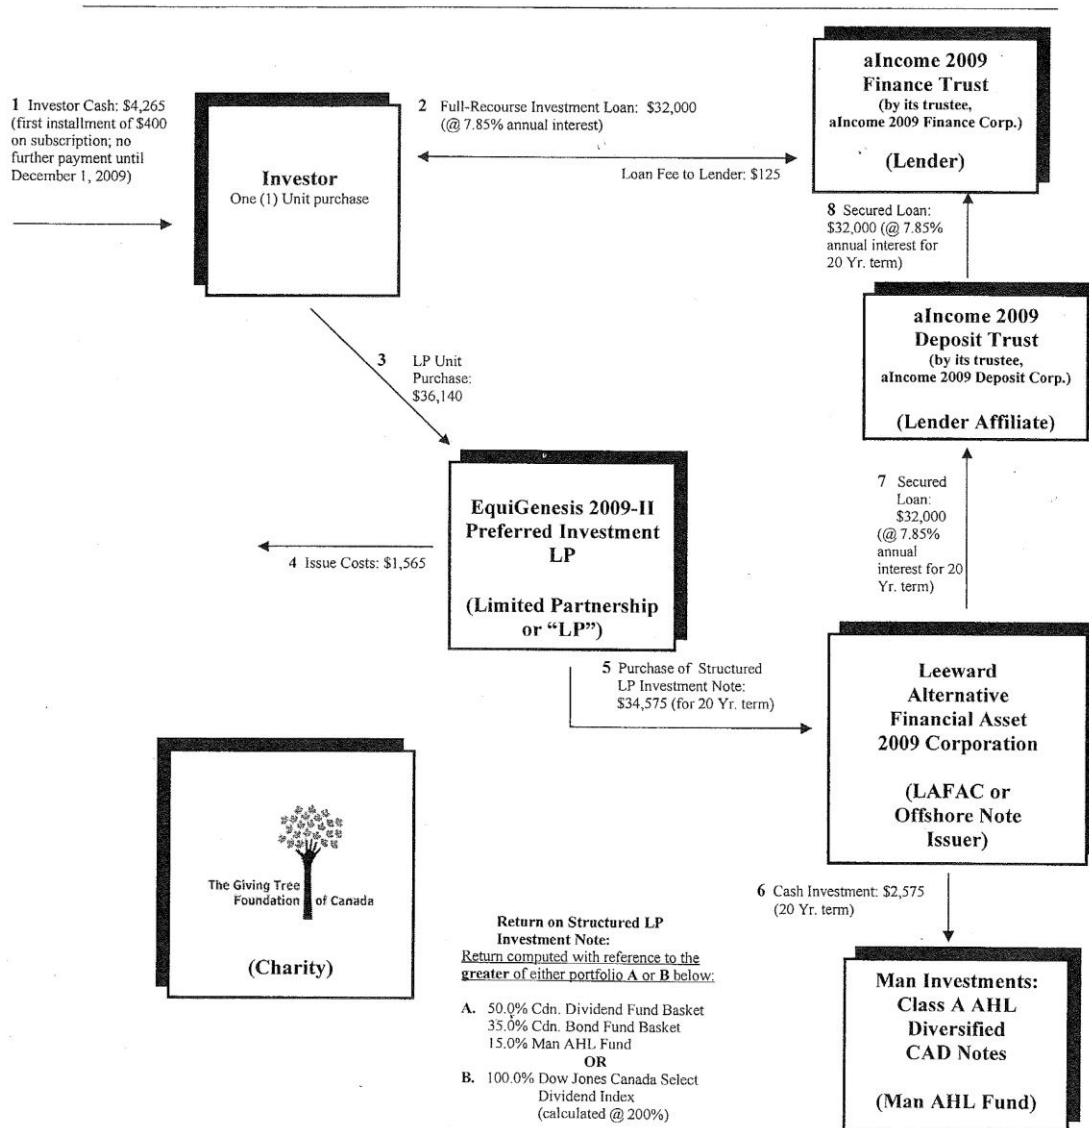 1 Investor Cash: $4,265
(first installment of $400
on subscription; no
further payment until
December 1, 2009)
2 Full-Recourse Investment Loan: $32,000
(@ 7.85% annual interest)
Loan Fee to Lender: $125
aIncome 2009
Finance Trust
(by its trustee,
aIncome 2009 Finance Corp.)
(Lender)
Investor
One (1) Unit purchase
8 Secured Loan:
$32,000 (@ 7.85%
annual interest for
20 Yr. term)
aIncome 2009
Deposit Trust
(by its trustee,
aIncome 2009 Deposit Corp.)
(Lender Affiliate)
3 LP Unit
Purchase:
$36,140
7 Secured
Loan:
$32,000
(@ 7.85%
annual
interest for 20
Yr. term)
EquiGenesis 2009-II
Preferred Investment
LP
(Limited Partnership
or “LP”)
4 Issue Costs: $1,565
5 Purchase of Structured
LP Investment Note:
$34,575 (for 20 Yr. term)
Leeward
Alternative
Financial Asset
2009 Corporation
(LAFAC or
Offshore Note
Issuer)
The Giving Tree
Foundation of Canada
(Charity)
6 Cash Investment: $2,575
(20 Yr. term)
Return on Structured LP
Investment Note:
Return computed with reference to the
greater of either portfolio A or B below:
A. 50.0% Cdn. Dividend Fund Basket
35.0% Cdn. Bond Fund Basket
15.0% Man AHL Fund
OR
B. 100.0% Dow Jones Canada Select
Dividend Index
(calculated @ 200%)
Man Investments:
Class A AHL
Diversified
CAD Notes
(Man AHL Fund)